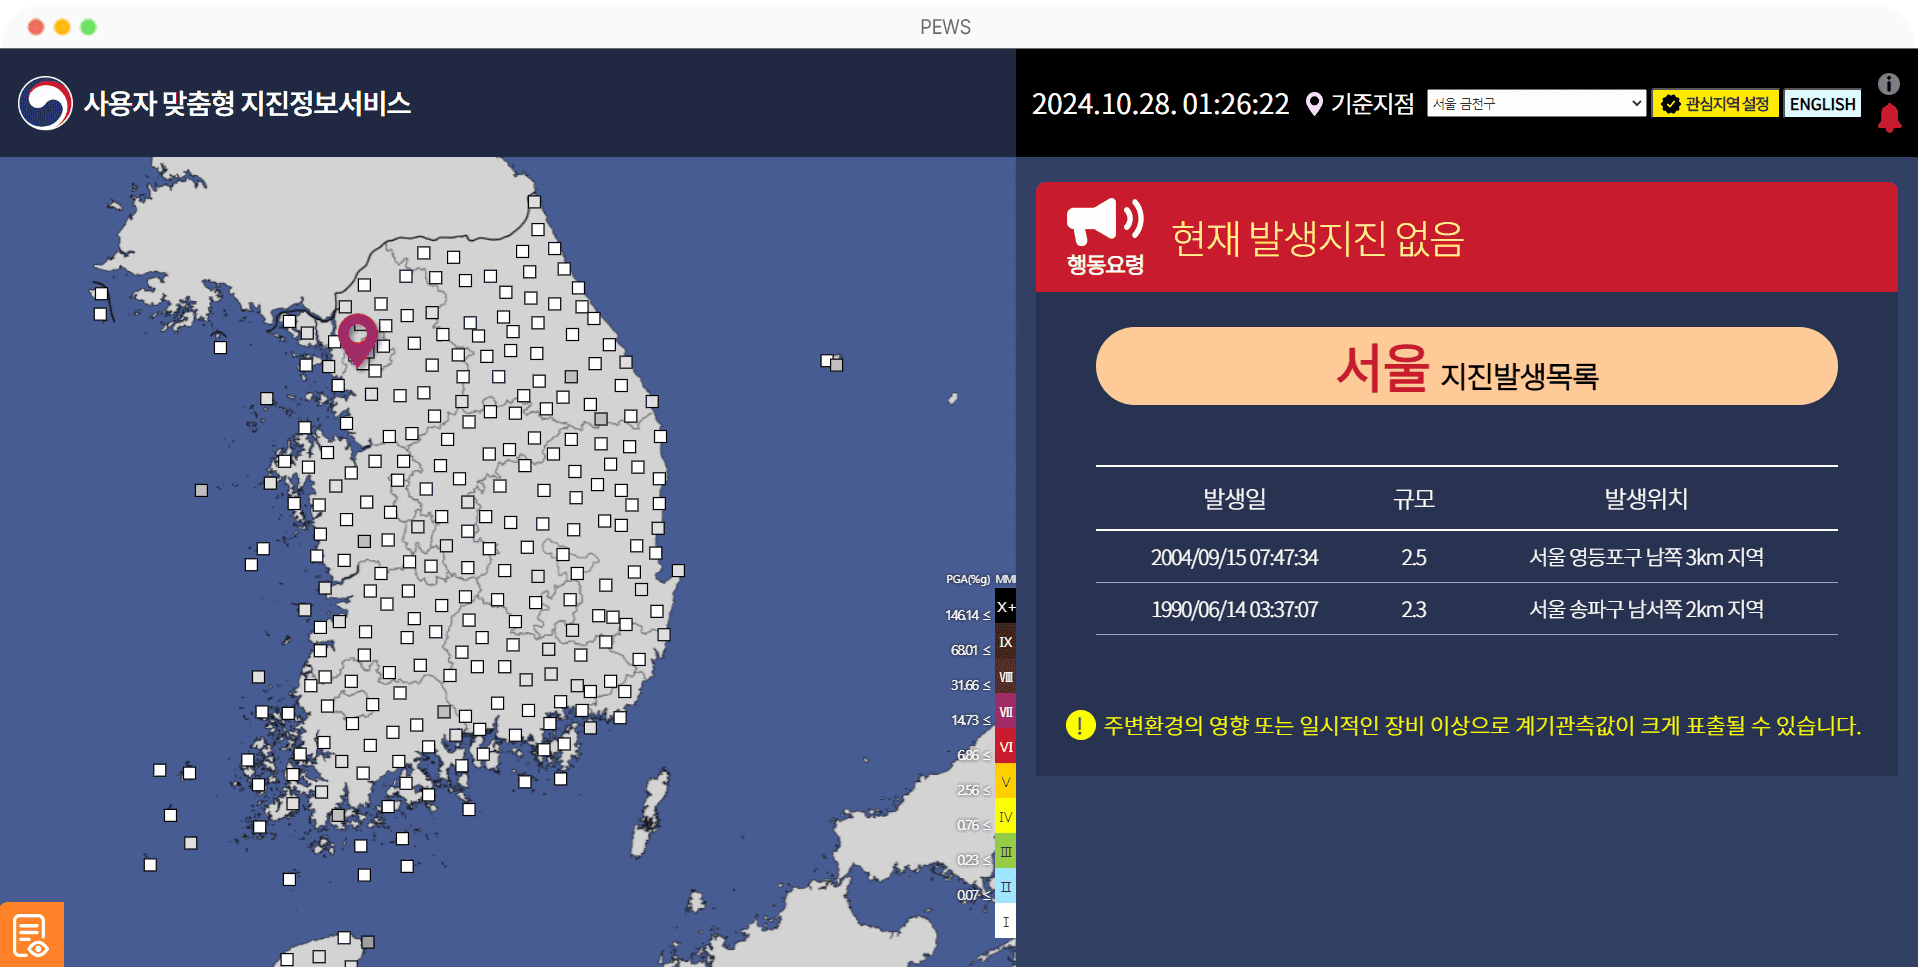 PEWS
사용자 맞춤형 지진정보서비스
2024.10.28. 01:26:22 기준지점 서울 금천구 관심지역 설정 ENGLISH
행동요령
현재 발생지진 없음
서울 지진발생목록
발생일 규모 발생위치
2004/09/15 07:47:34 2.5 서울 영등포구 남쪽 3km 지역
1990/06/14 03:37:07 2.3 서울 송파구 남서쪽 2km 지역
주변환경의 영향 또는 일시적인 장비 이상으로 계기관측값이 크게 표출될 수 있습니다.
PGA(%g) MMI
146.14 ≤ X+
68.01 ≤ IX
31.66 ≤ VIII
14.73 ≤ VII
6.86 ≤ VI
2.56 ≤ V
0.76 ≤ IV
0.23 ≤ III
0.07 ≤ II
I